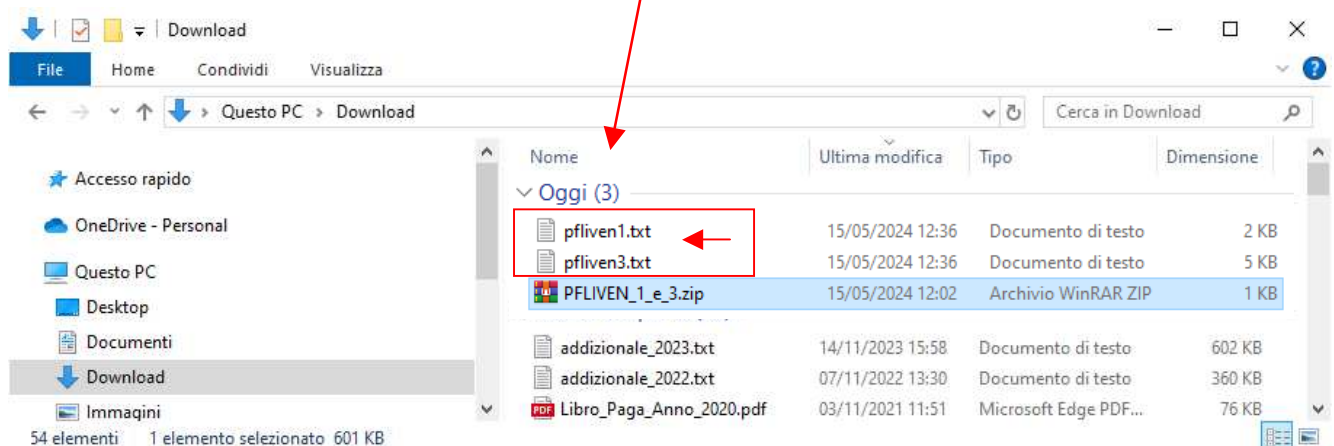 Download
File Home Condividi Visualizza
Questo PC > Download Cerca in Download
Nome Ultima modifica Tipo Dimensione
Accesso rapido
Oggi (3)
OneDrive - Personal pfliven1.txt 15/05/2024 12:36 Documento di testo 2 KB
pfliven3.txt 15/05/2024 12:36 Documento di testo 5 KB
Questo PC
PFLIVEN_1_e_3.zip 15/05/2024 12:02 Archivio WinRAR ZIP 1 KB
Desktop
Documenti addizionale_2023.txt 14/11/2023 15:58 Documento di testo 602 KB
Download addizionale_2022.txt 07/11/2022 13:30 Documento di testo 360 KB
Immagini Libro_Paga_Anno_2020.pdf 03/11/2021 11:51 Microsoft Edge PDF... 76 KB
54 elementi 1 elemento selezionato 601 KB